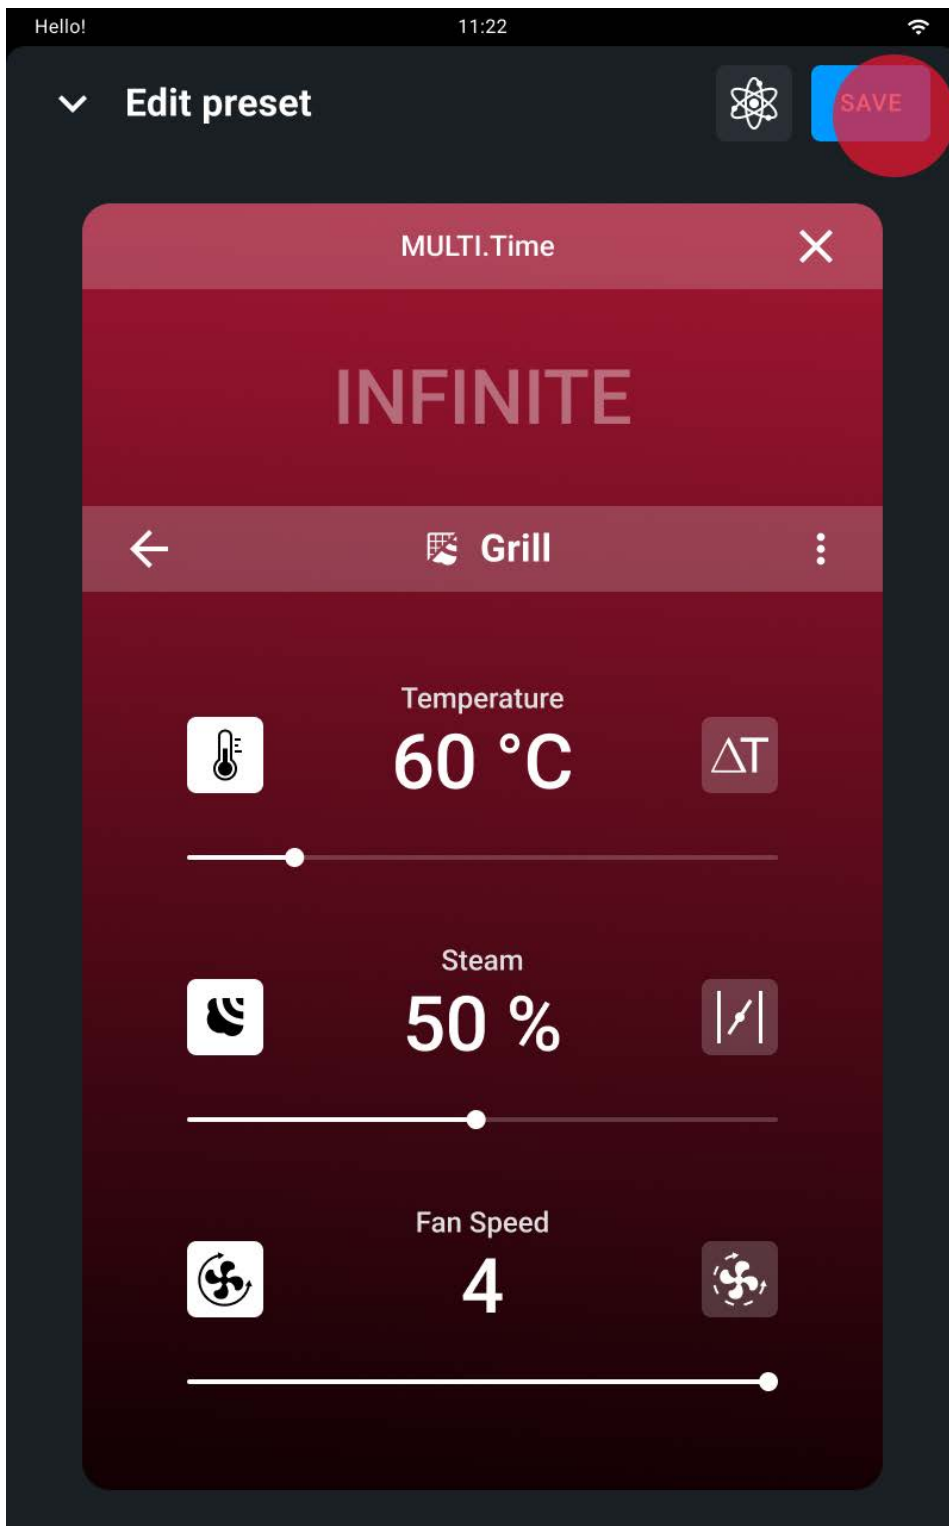 Hello! 11:22
Edit preset SAVE
MULTI.Time
INFINITE
Grill
Temperature
60 °C
ΔT
Steam
50 %
Fan Speed
4